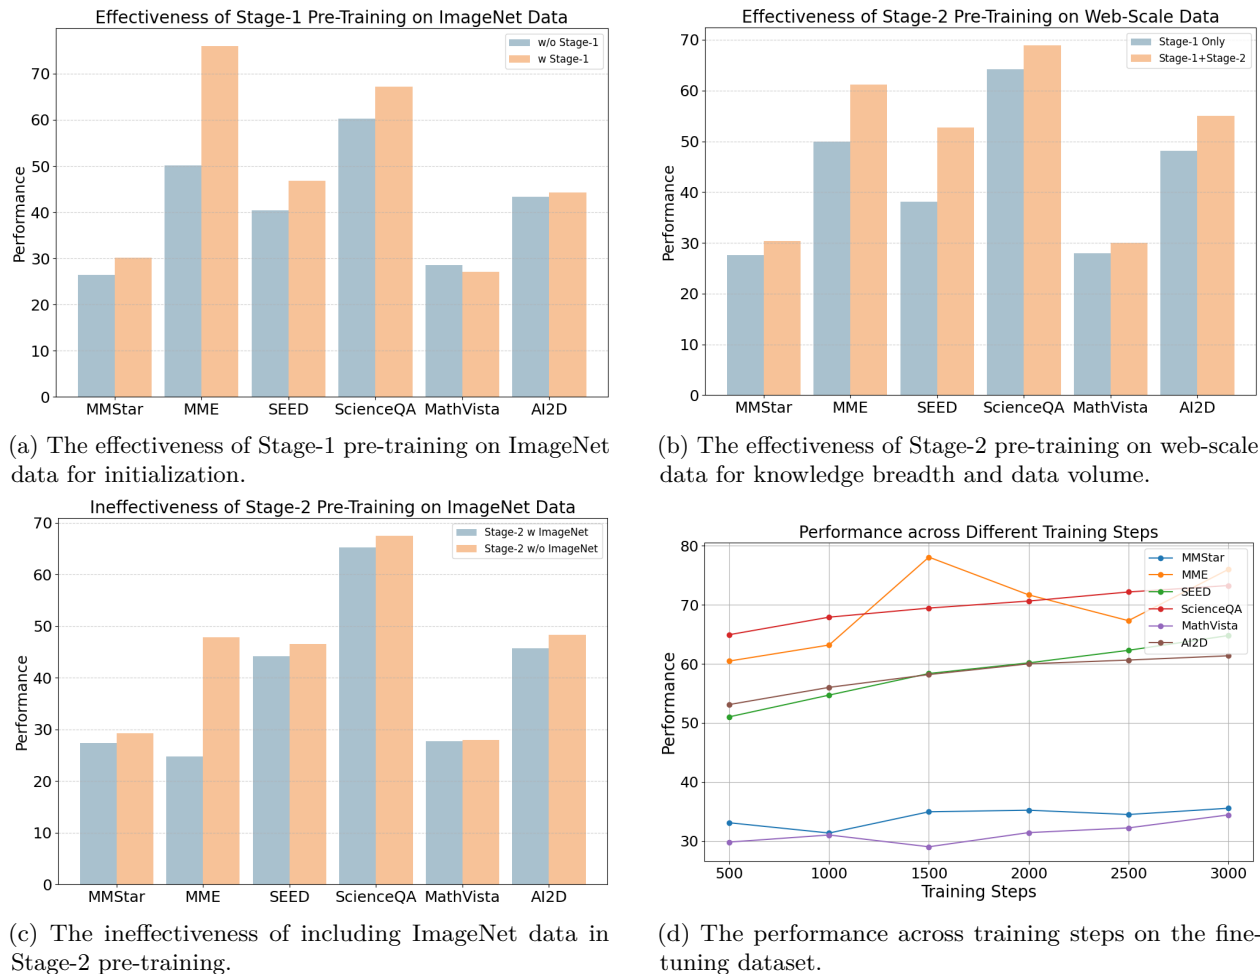 Effectiveness of Stage-1 Pre-Training on ImageNet Data
w/o Stage-1
w Stage-1
Performance
70
60
50
40
30
20
10
0
MMStar MME SEED ScienceQA MathVista AI2D
(a) The effectiveness of Stage-1 pre-training on ImageNet
data for initialization.
Effectiveness of Stage-2 Pre-Training on Web-Scale Data
Stage-1 Only
Stage-1+Stage-2
Performance
70
60
50
40
30
20
10
0
MMStar MME SEED ScienceQA MathVista AI2D
(b) The effectiveness of Stage-2 pre-training on web-scale
data for knowledge breadth and data volume.
Ineffectiveness of Stage-2 Pre-Training on ImageNet Data
Stage-2 w ImageNet
Stage-2 w/o ImageNet
Performance
70
60
50
40
30
20
10
0
MMStar MME SEED ScienceQA MathVista AI2D
(c) The ineffectiveness of including ImageNet data in
Stage-2 pre-training.
Performance across Different Training Steps
MMStar
MME
SEED
ScienceQA
MathVista
AI2D
Performance
80
70
60
50
40
30
500 1000 1500 2000 2500 3000
Training Steps
(d) The performance across training steps on the fine-
tuning dataset.